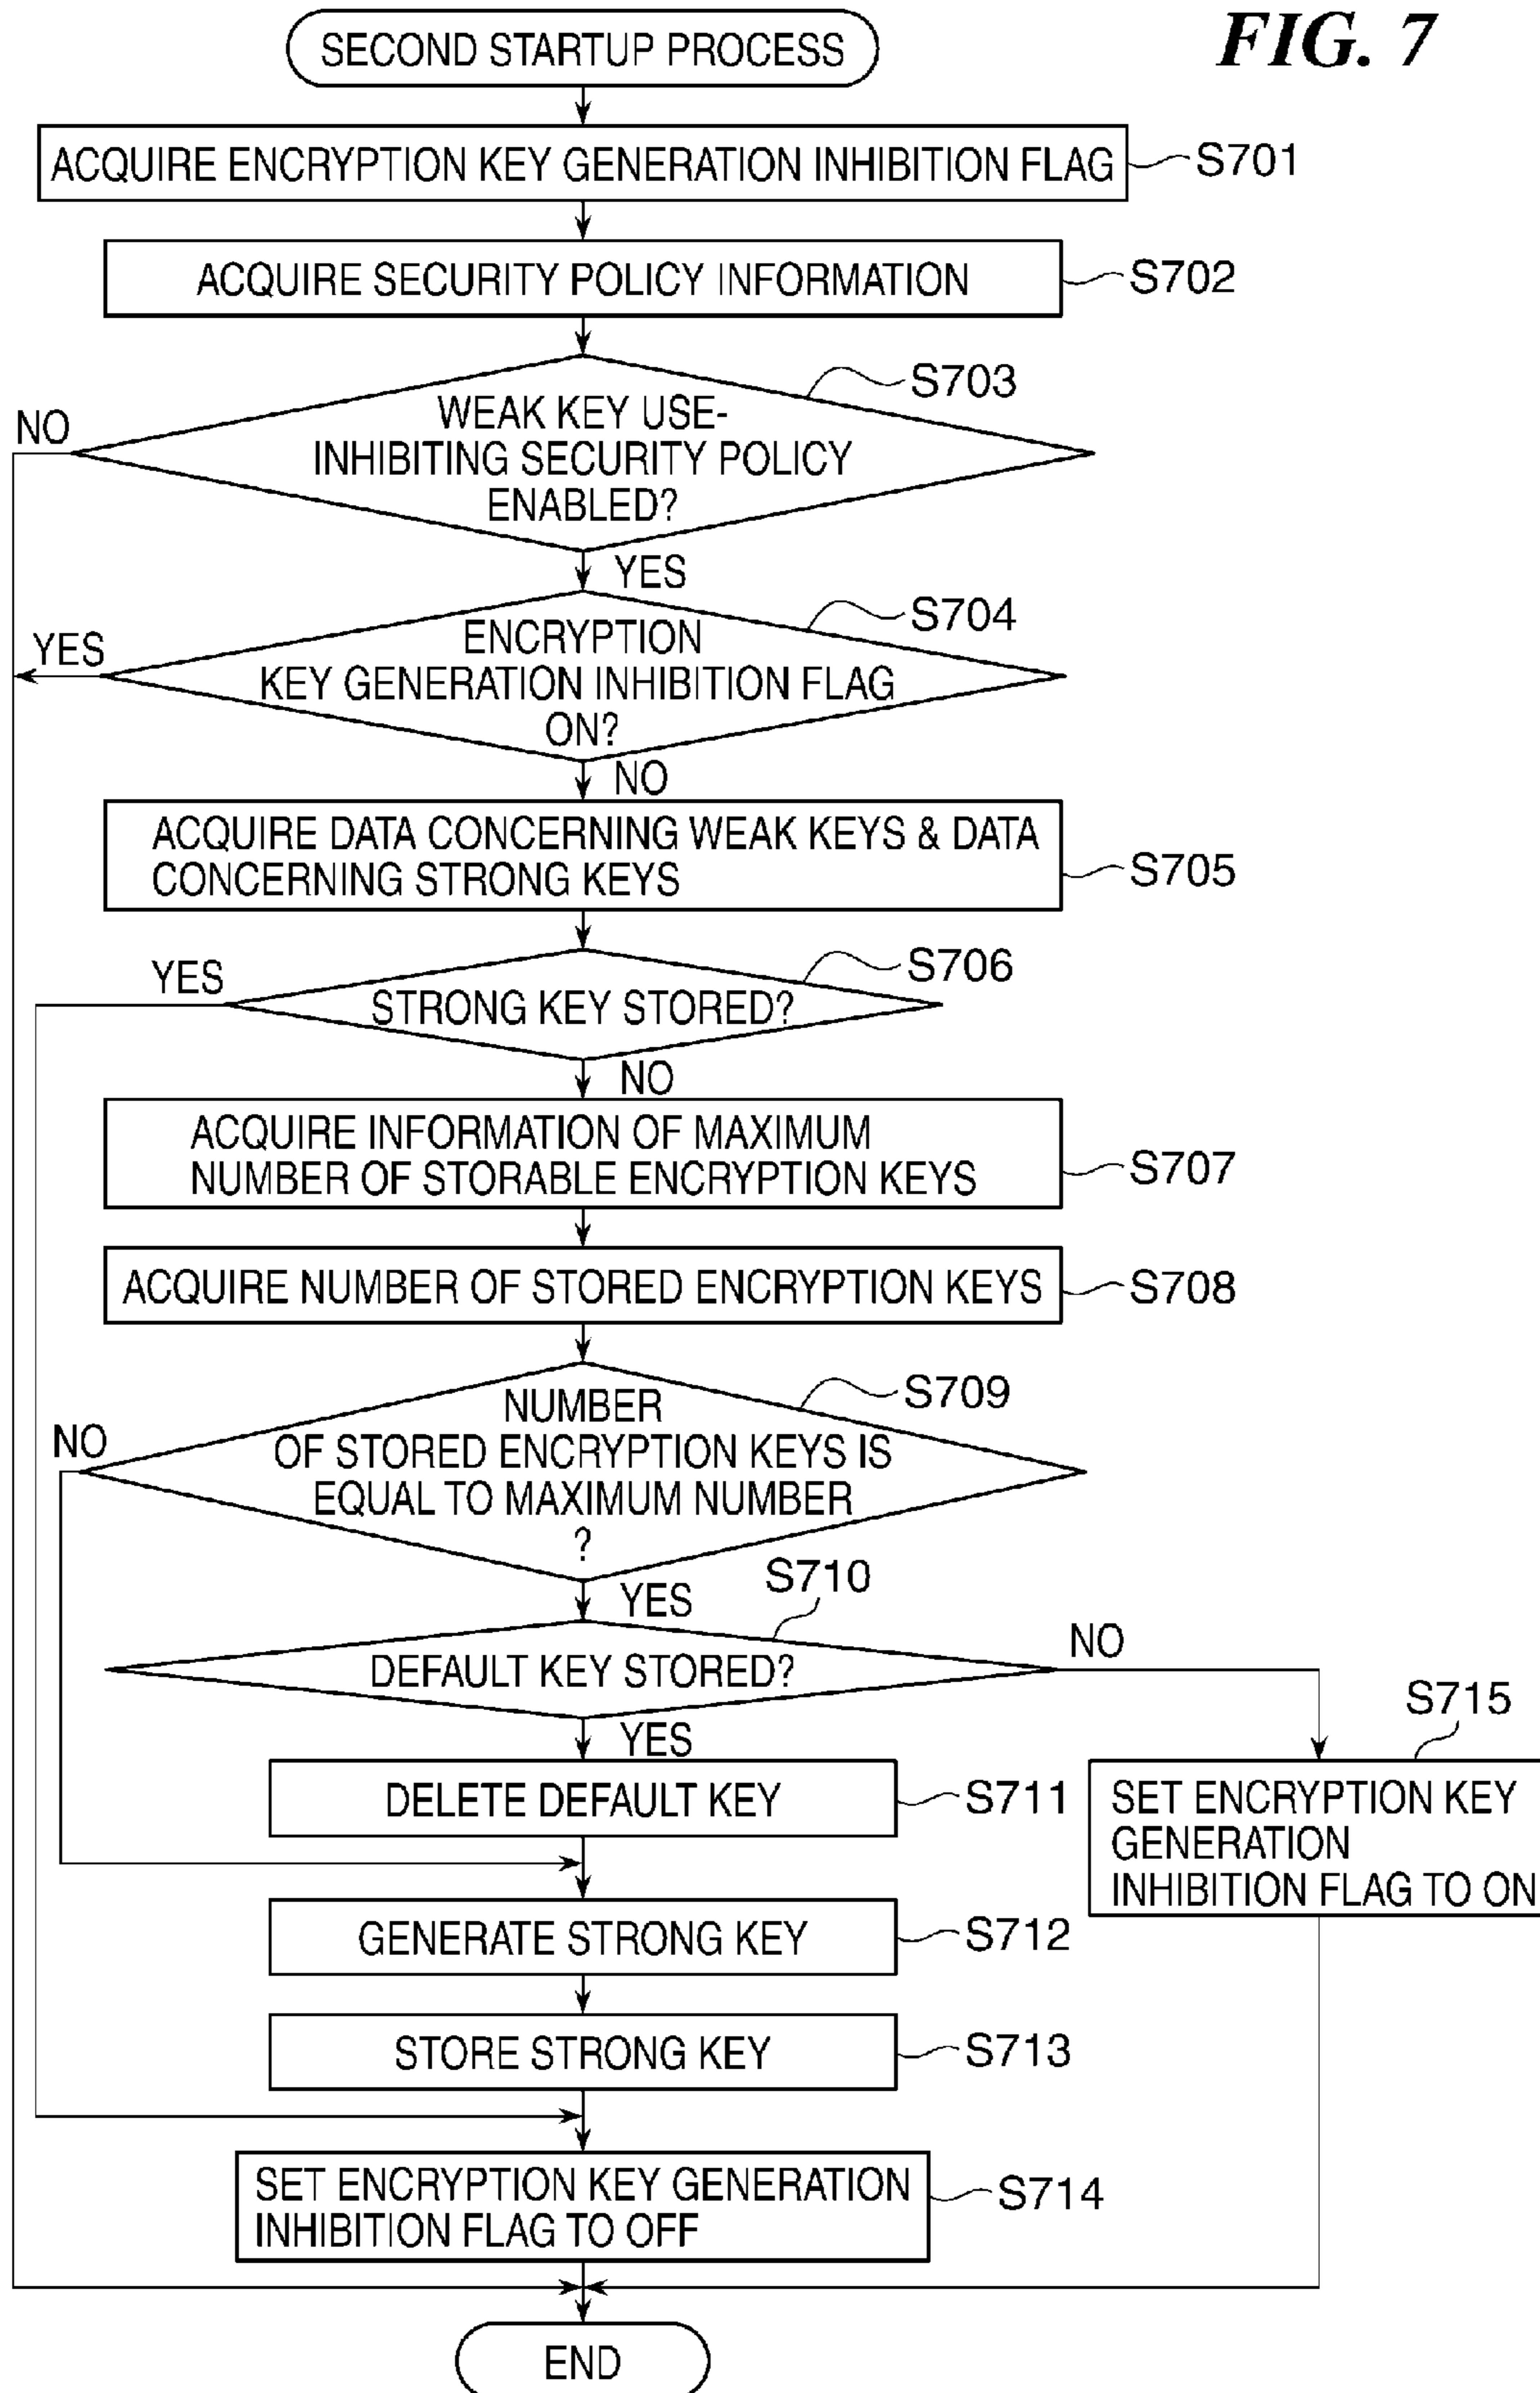 FIG. 7
SECOND STARTUP PROCESS
ACQUIRE ENCRYPTION KEY GENERATION INHIBITION FLAG
S701
ACQUIRE SECURITY POLICY INFORMATION
S702
S703
WEAK KEY USE-
INHIBITING SECURITY POLICY
ENABLED?
NO
YES
S704
ENCRYPTION
KEY GENERATION INHIBITION FLAG
ON?
YES
NO
ACQUIRE DATA CONCERNING WEAK KEYS & DATA
CONCERNING STRONG KEYS
S705
S706
YES
STRONG KEY STORED?
NO
ACQUIRE INFORMATION OF MAXIMUM
NUMBER OF STORABLE ENCRYPTION KEYS
S707
ACQUIRE NUMBER OF STORED ENCRYPTION KEYS
S708
S709
NUMBER
OF STORED ENCRYPTION KEYS IS
EQUAL TO MAXIMUM NUMBER
?
NO
YES
S710
DEFAULT KEY STORED?
NO
YES
S715
SET ENCRYPTION KEY
GENERATION
INHIBITION FLAG TO ON
DELETE DEFAULT KEY
S711
GENERATE STRONG KEY
S712
STORE STRONG KEY
S713
SET ENCRYPTION KEY GENERATION
INHIBITION FLAG TO OFF
S714
END